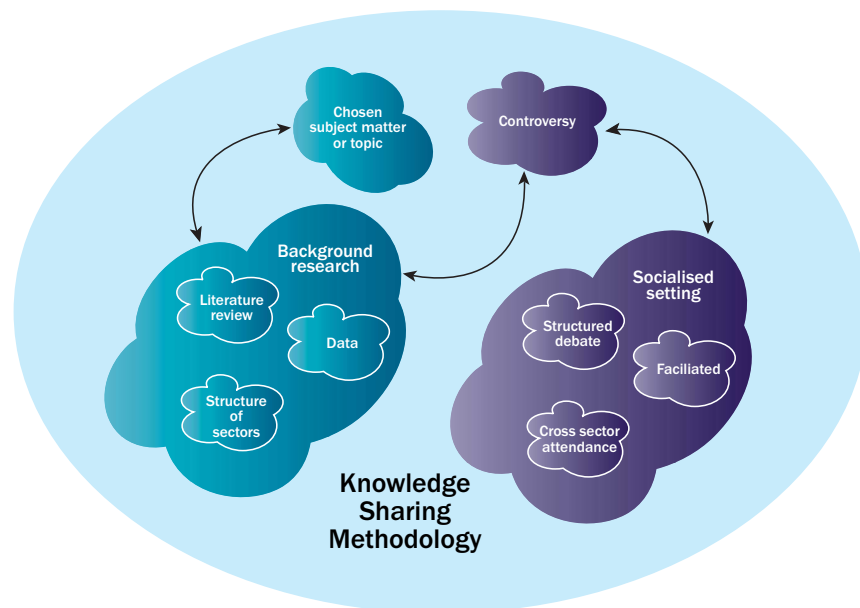 Chosen
subject matter
or topic
Controversy
Background
research
Literature
review
Data
Structure
of
sectors
Socialised
setting
Structured
debate
Faciliated
Cross sector
attendance
Knowledge
Sharing
Methodology